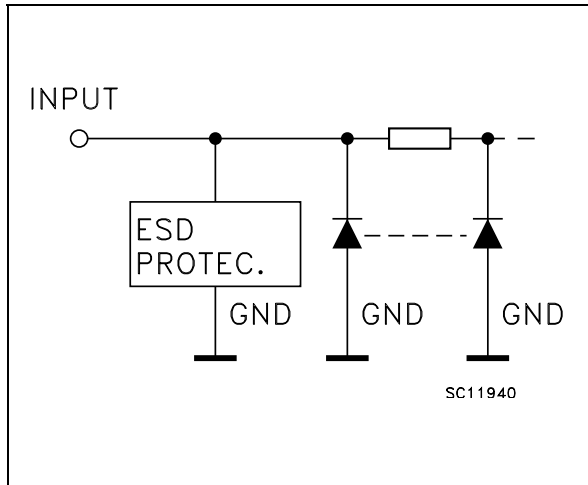 INPUT
ESD
PROTEC.
GND
GND
GND
SC11940